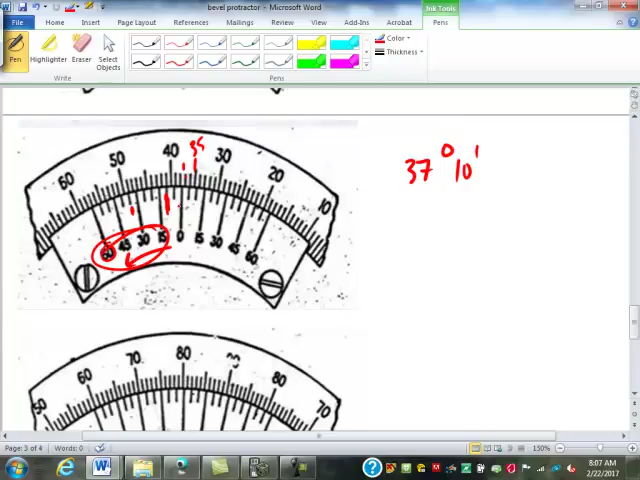 bevel protractor - Microsoft Word
Ink Tools
File
Home
Insert
Page Layout
References
Mailings
Review
View
Add-Ins
Acrobat
Pens
Pen
Highlighter
Eraser
Select
Objects
Color
Thickness
Write
Pens
35
60 50 40 30 20 10
60 45 30 15 0 15 30 45 60
37° 10'
50 60 70 80 80 70
Page: 3 of 4
Words: 0
150%
8:07 AM
2/22/2017